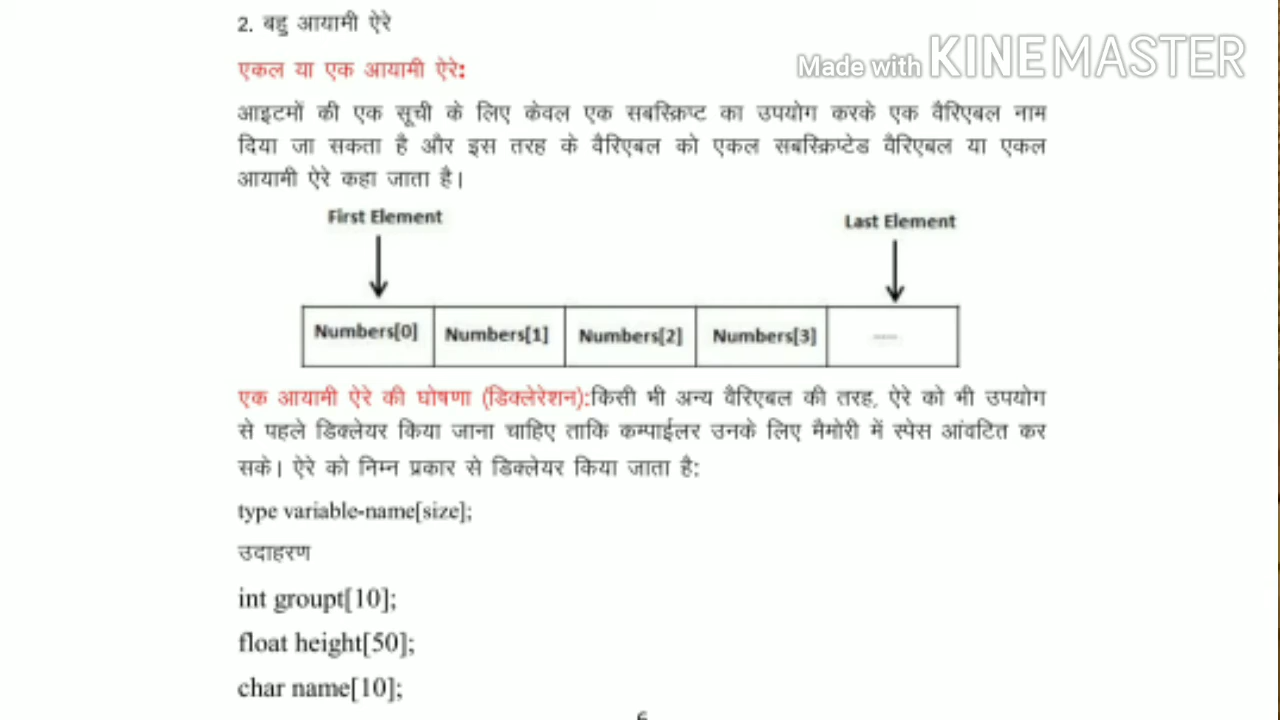 2. बहु आयामी ऐरे
Made with KINEMASTER
एकल या एक आयामी ऐरे:
आइटमों की एक सूची के लिए केवल एक सबस्क्रिप्ट का उपयोग करके एक वैरिएबल नाम
दिया जा सकता है और इस तरह के वैरिएबल को एकल सबस्क्रिप्टेड वैरिएबल या एकल
आयामी ऐरे कहा जाता है।
First Element Last Element
Numbers[0] Numbers[1] Numbers[2] Numbers[3] ----
एक आयामी ऐरे की घोषणा (डिक्लेरेशन):किसी भी अन्य वैरिएबल की तरह, ऐरे को भी उपयोग
से पहले डिक्लेयर किया जाना चाहिए ताकि कम्पाईलर उनके लिए मैमोरी में स्पेस आंवटित कर
सके। ऐरे को निम्न प्रकार से डिक्लेयर किया जाता है:
type variable-name[size];
उदाहरण
int groupt[10];
float height[50];
char name[10];